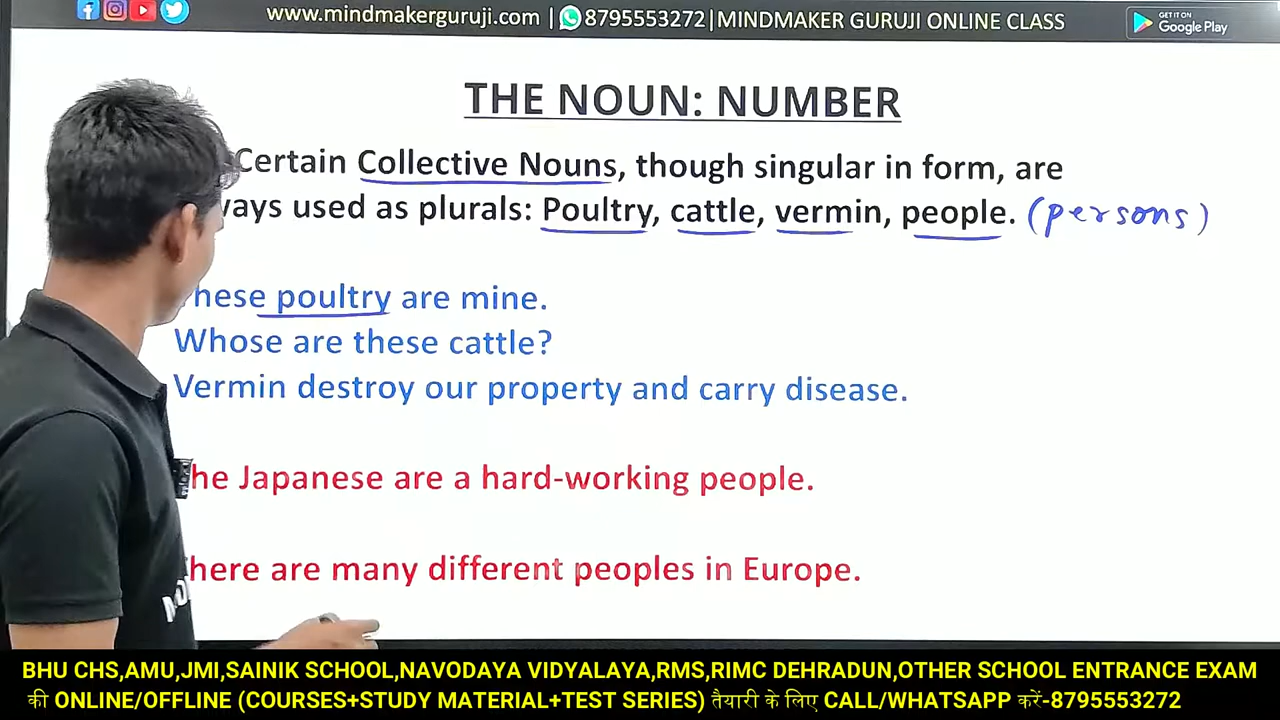 www.mindmakerguruji.com | 8795553272|MINDMAKER GURUJI ONLINE CLASS
GET IT ON
Google Play
THE NOUN: NUMBER
Certain Collective Nouns, though singular in form, are
used as plurals: Poultry, cattle, vermin, people. (persons)
poultry are mine.
Whose are these cattle?
Vermin destroy our property and carry disease.
Japanese are a hard-working people.
are many different peoples in Europe.
BHU CHS,AMU,JMI,SAINIK SCHOOL,NAVODAYA VIDYALAYA,RMS,RIMC DEHRADUN,OTHER SCHOOL ENTRANCE EXAM
की ONLINE/OFFLINE (COURSES+STUDY MATERIAL+TEST SERIES) तैयारी के लिए CALL/WHATSAPP करें-8795553272